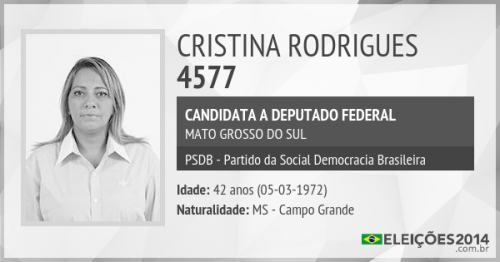 CRISTINA RODRIGUES
4577
CANDIDATA A DEPUTADO FEDERAL
MATO GROSSO DO SUL
PSDB - Partido da Social Democracia Brasileira
Idade: 42 anos (05-03-1972)
Naturalidade: MS - Campo Grande
ELEIÇÕES2014
.com.br